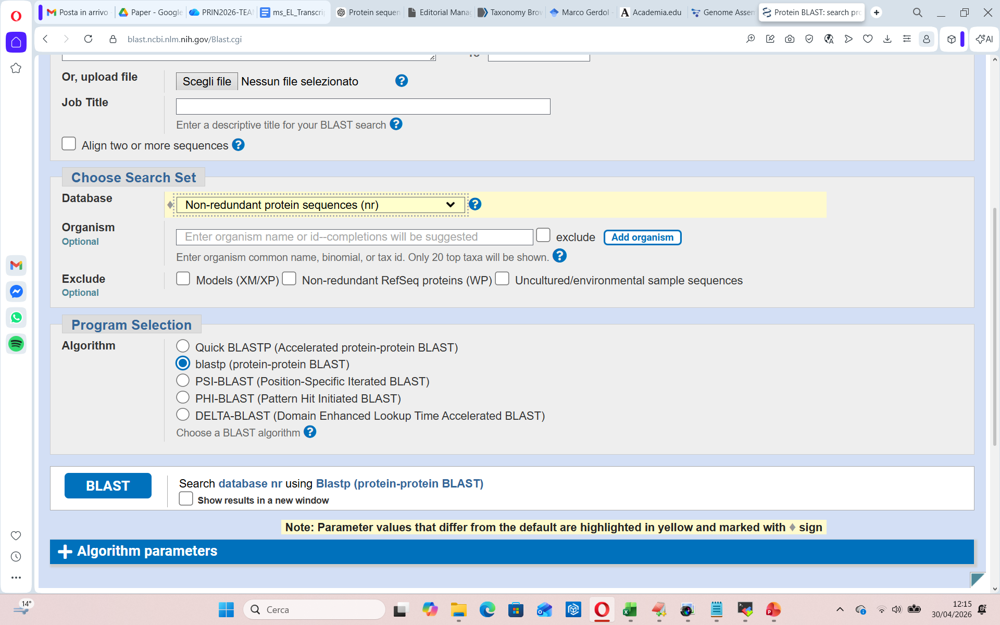 Posta in arrivo
Paper - Google
PRIN2026-TEA
ms_EL_Transcri
Protein sequen
Editorial Mana
Taxonomy Brow
Marco Gerdol -
Academia.edu
Genome Assem
Protein BLAST: search pro
blast.ncbi.nlm.nih.gov/Blast.cgi
AI
Or, upload file
Scegli file Nessun file selezionato
Job Title
Enter a descriptive title for your BLAST search
Align two or more sequences
Choose Search Set
Database
Non-redundant protein sequences (nr)
Organism
Optional
Enter organism name or id--completions will be suggested
exclude
Add organism
Enter organism common name, binomial, or tax id. Only 20 top taxa will be shown.
Exclude
Optional
Models (XM/XP)
Non-redundant RefSeq proteins (WP)
Uncultured/environmental sample sequences
Program Selection
Algorithm
Quick BLASTP (Accelerated protein-protein BLAST)
blastp (protein-protein BLAST)
PSI-BLAST (Position-Specific Iterated BLAST)
PHI-BLAST (Pattern Hit Initiated BLAST)
DELTA-BLAST (Domain Enhanced Lookup Time Accelerated BLAST)
Choose a BLAST algorithm
BLAST
Search database nr using Blastp (protein-protein BLAST)
Show results in a new window
Note: Parameter values that differ from the default are highlighted in yellow and marked with ♦ sign
Algorithm parameters
14°
Cerca
12:15
30/04/2026